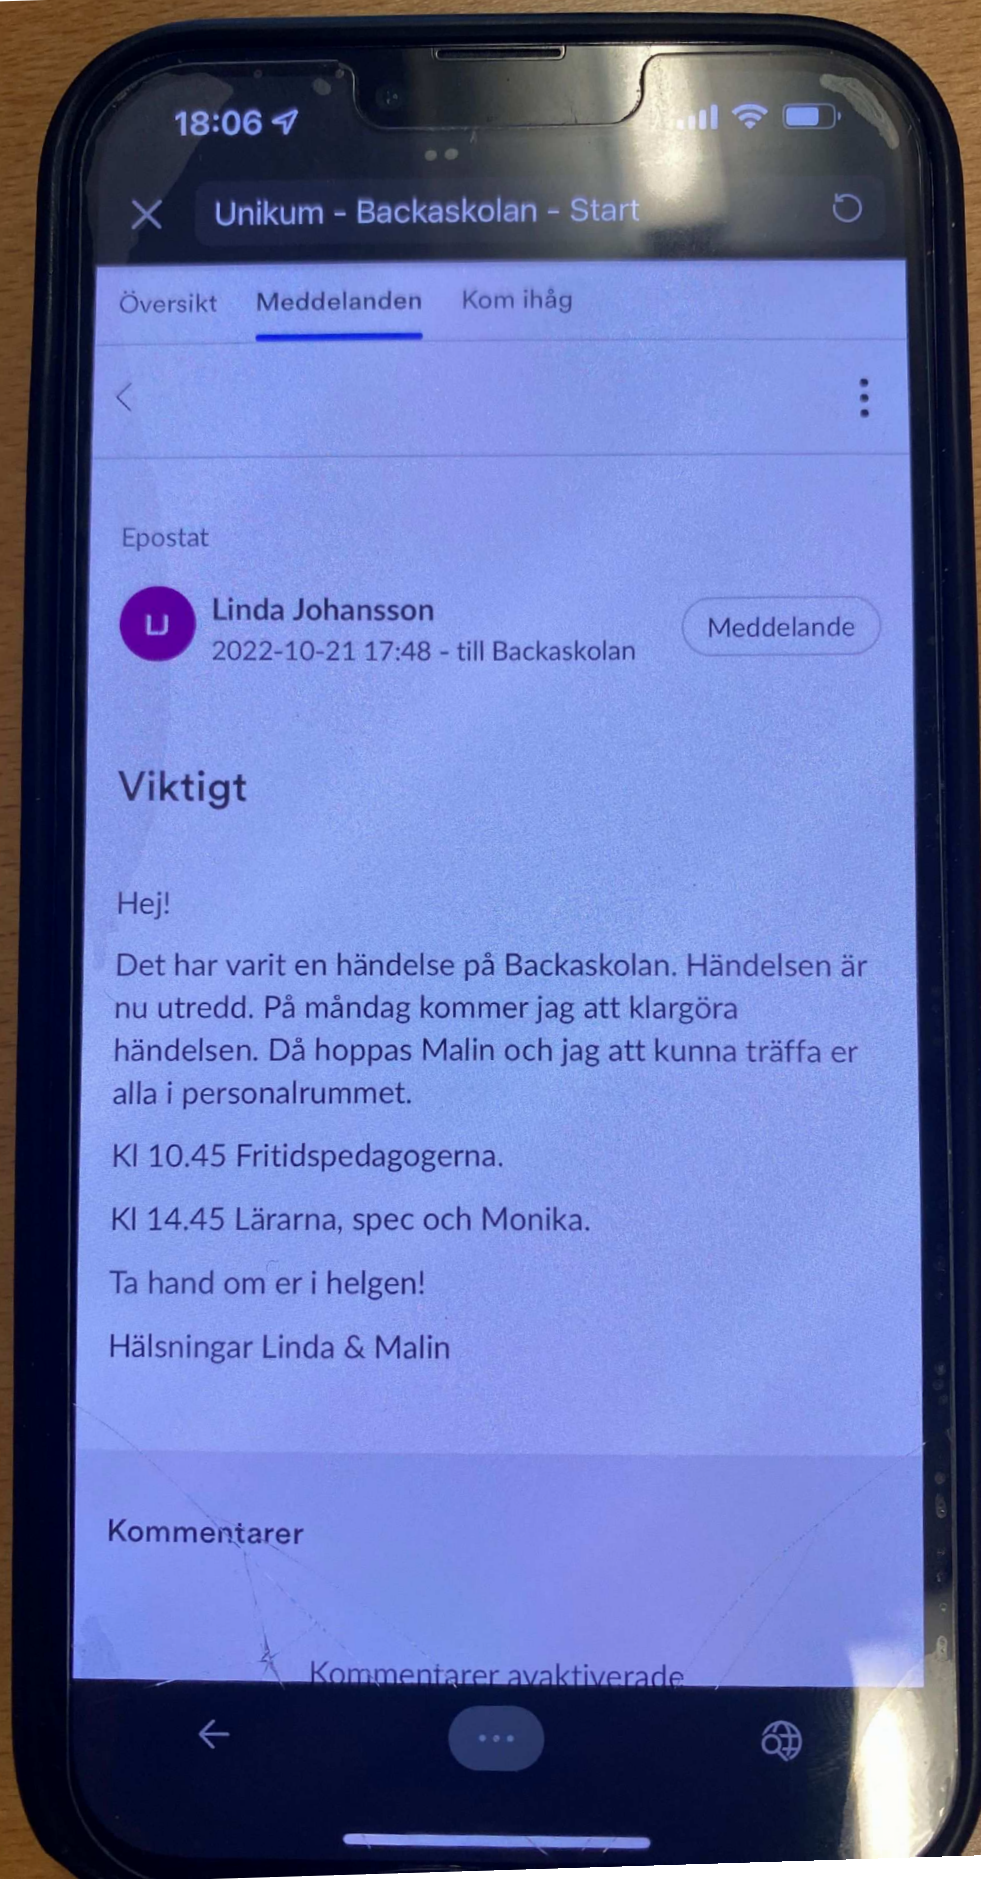 18:06
Unikum - Backaskolan - Start
Översikt Meddelanden Kom ihåg
Epostat
LJ
Linda Johansson
2022-10-21 17:48 - till Backaskolan
Meddelande
Viktigt
Hej!
Det har varit en händelse på Backaskolan. Händelsen är
nu utredd. På måndag kommer jag att klargöra
händelsen. Då hoppas Malin och jag att kunna träffa er
alla i personalrummet.
Kl 10.45 Fritidspedagogerna.
Kl 14.45 Lärarna, spec och Monika.
Ta hand om er i helgen!
Hälsningar Linda & Malin
Kommentarer
Kommentarer avaktiverade